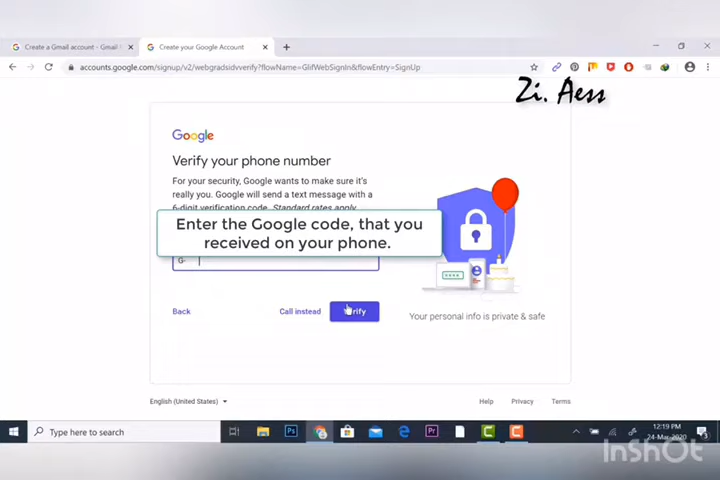 Create a Gmail account - Gmail
Create your Google Account
accounts.google.com/signup/v2/webgradsidvverify?flowName=GlifWebSignIn&flowEntry=SignUp
Zi. Aess
Google
Verify your phone number
For your security, Google wants to make sure it's
really you. Google will send a text message with a
6-digit verification code. Standard rates apply
Enter the Google code, that you
received on your phone.
G-
Back
Call instead
Verify
Your personal info is private & safe
English (United States)
Help
Privacy
Terms
Type here to search
12:19 PM
24-Mar-2020
InShOt